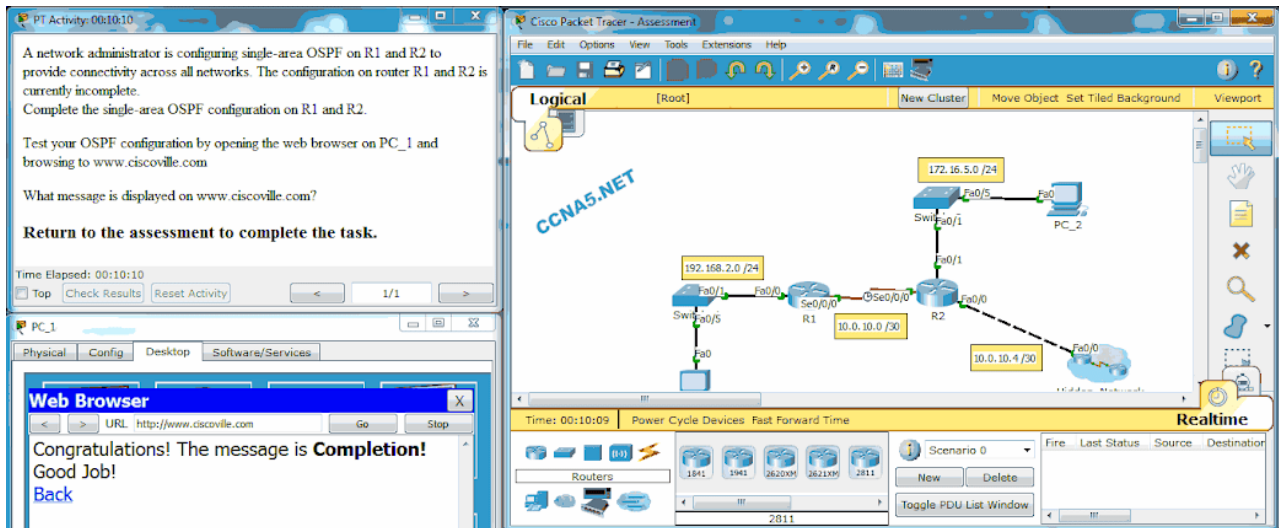 PT Activity: 00:10:10
A network administrator is configuring single-area OSPF on R1 and R2 to
provide connectivity across all networks. The configuration on router R1 and R2 is
currently incomplete.
Complete the single-area OSPF configuration on R1 and R2.
Test your OSPF configuration by opening the web browser on PC_1 and
browsing to www.ciscoville.com
What message is displayed on www.ciscoville.com?
Return to the assessment to complete the task.
Time Elapsed: 00:10:10
Top Check Results Reset Activity < 1/1 >
PC_1
Physical Config Desktop Software/Services
Web Browser X
< > URL http://www.ciscoville.com Go Stop
Congratulations! The message is Completion!
Good Job!
Back
Cisco Packet Tracer - Assessment
File Edit Options View Tools Extensions Help
Logical [Root] New Cluster Move Object Set Tiled Background Viewport
CCNA5.NET
172.16.5.0 /24
Fa0/5 Fa0
Fa0/1
PC_2
192.168.2.0 /24
Fa0/1
Fa0/1 Fa0/0 Se0/0/0 Se0/0/0 Fa0/0
Fa0/5 R1 R2
10.0.10.0 /30
Fa0
10.0.10.4 /30
Fa0/0
Time: 00:10:09 Power Cycle Devices Fast Forward Time Realtime
Routers
1841 1941 2620XM 2621XM 2811
2811
Scenario 0
New Delete
Toggle PDU List Window
Fire Last Status Source Destination